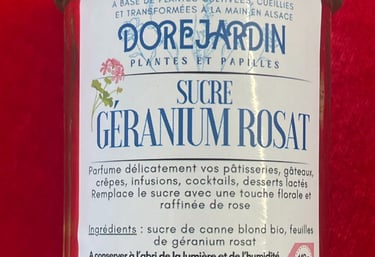 A BASE DE PLANTES CULTIVÉES, CUEILLIES
ET TRANSFORMÉES A LA MAIN EN ALSACE
DOREJARDIN
PLANTES ET PAPILLES
SUCRE
GÉRANIUM ROSAT
Parfume délicatement vos pâtisseries, gâteaux,
crêpes, infusions, cocktails, desserts lactés
Remplace le sucre avec une touche florale et
raffinée de rose
Ingrédients : sucre de canne blond bio, feuilles
de géranium rosat
A conserver à l'abri de la lumière et de l'humidité